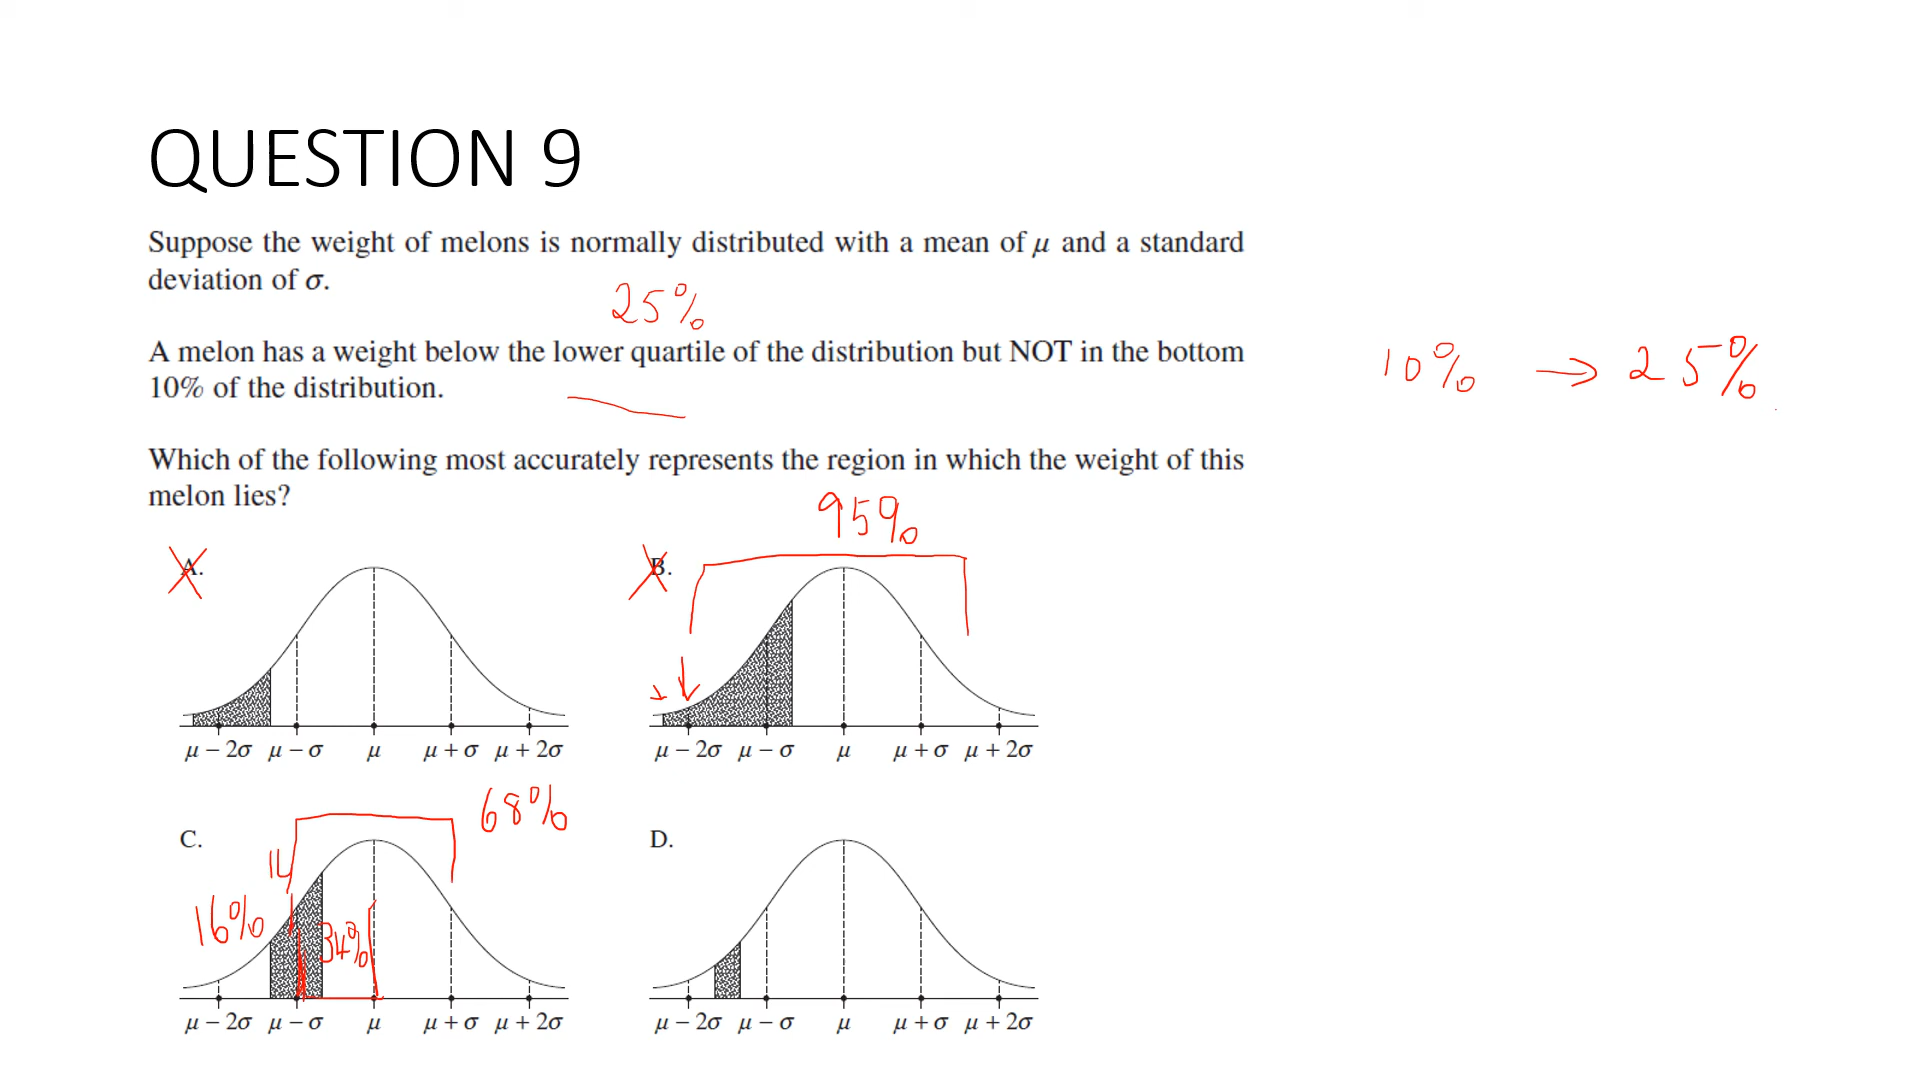 QUESTION 9
Suppose the weight of melons is normally distributed with a mean of μ and a standard
deviation of σ.
25%
A melon has a weight below the lower quartile of the distribution but NOT in the bottom
10% of the distribution.
10% → 25%
Which of the following most accurately represents the region in which the weight of this
melon lies?
95%
A.
B.
μ – 2σ μ – σ μ μ + σ μ + 2σ
μ – 2σ μ – σ μ μ + σ μ + 2σ
68%
C.
D.
16%
34%
μ – 2σ μ – σ μ μ + σ μ + 2σ
μ – 2σ μ – σ μ μ + σ μ + 2σ